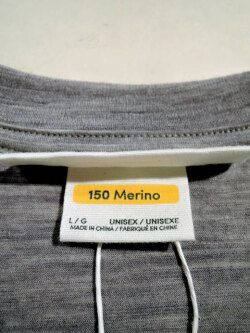 150 Merino
L / G UNISEX / UNISEXE
MADE IN CHINA / FABRIQUÉ EN CHINE